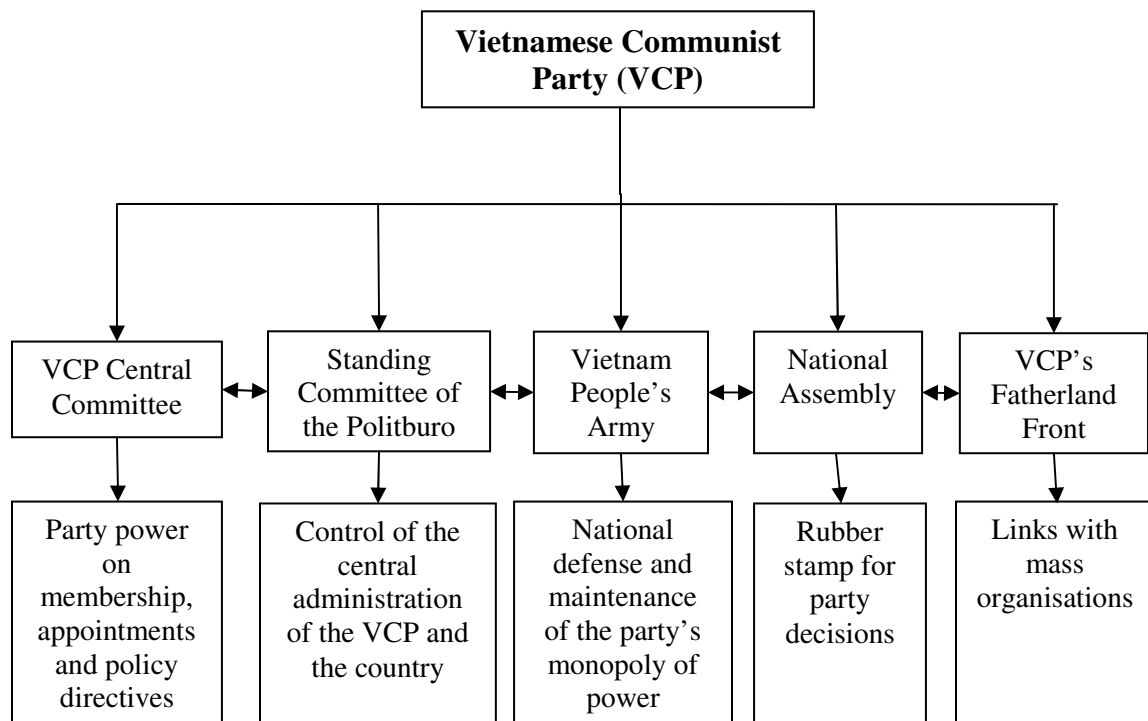 Vietnamese Communist
Party (VCP)
VCP Central
Committee
Standing
Committee of
the Politburo
Vietnam
People's
Army
National
Assembly
VCP's
Fatherland
Front
Party power
on
membership,
appointments
and policy
directives
Control of the
central
administration
of the VCP and
the country
National
defense and
maintenance
of the party's
monopoly of
power
Rubber
stamp for
party
decisions
Links with
mass
organisations